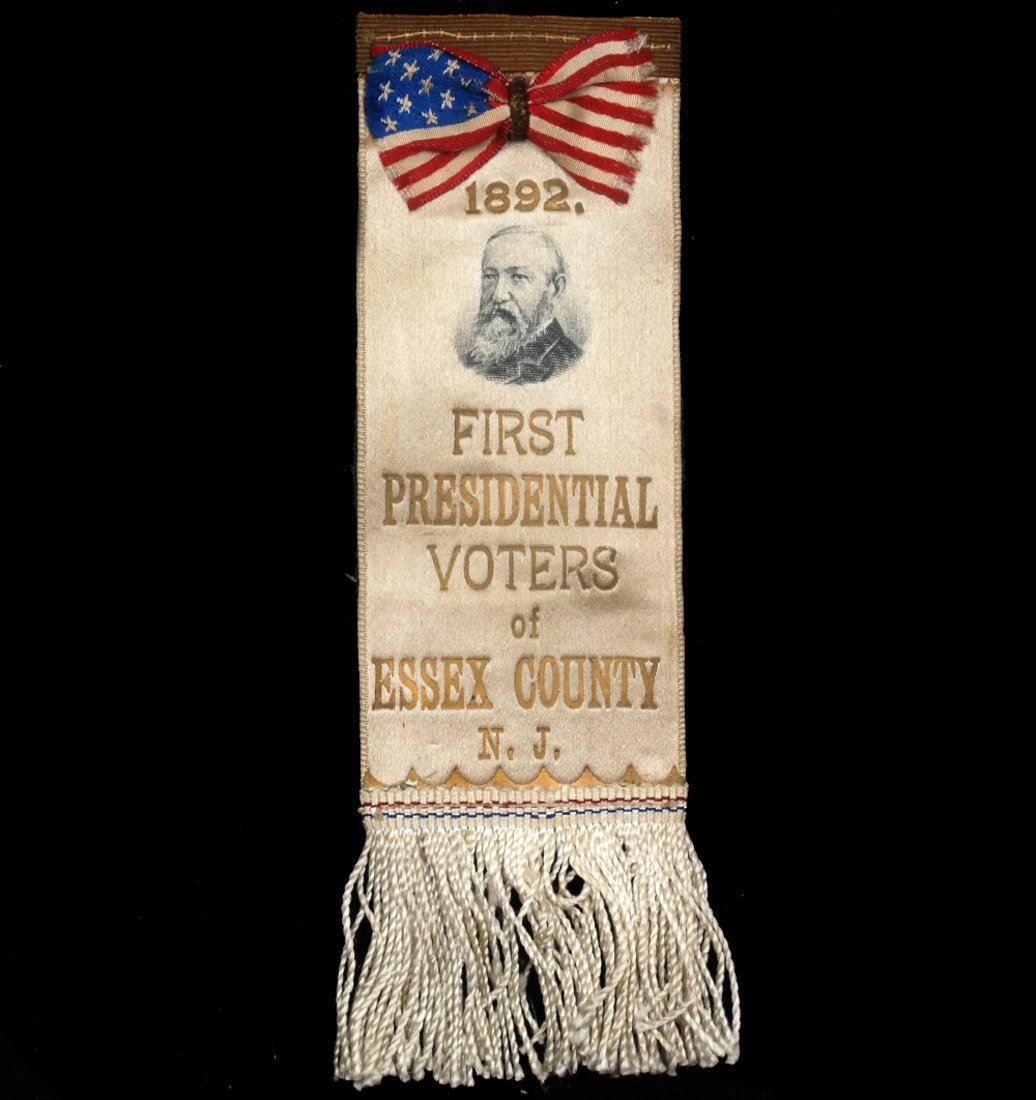 1892.
FIRST
PRESIDENTIAL
VOTERS
of
ESSEX COUNTY
N. J.